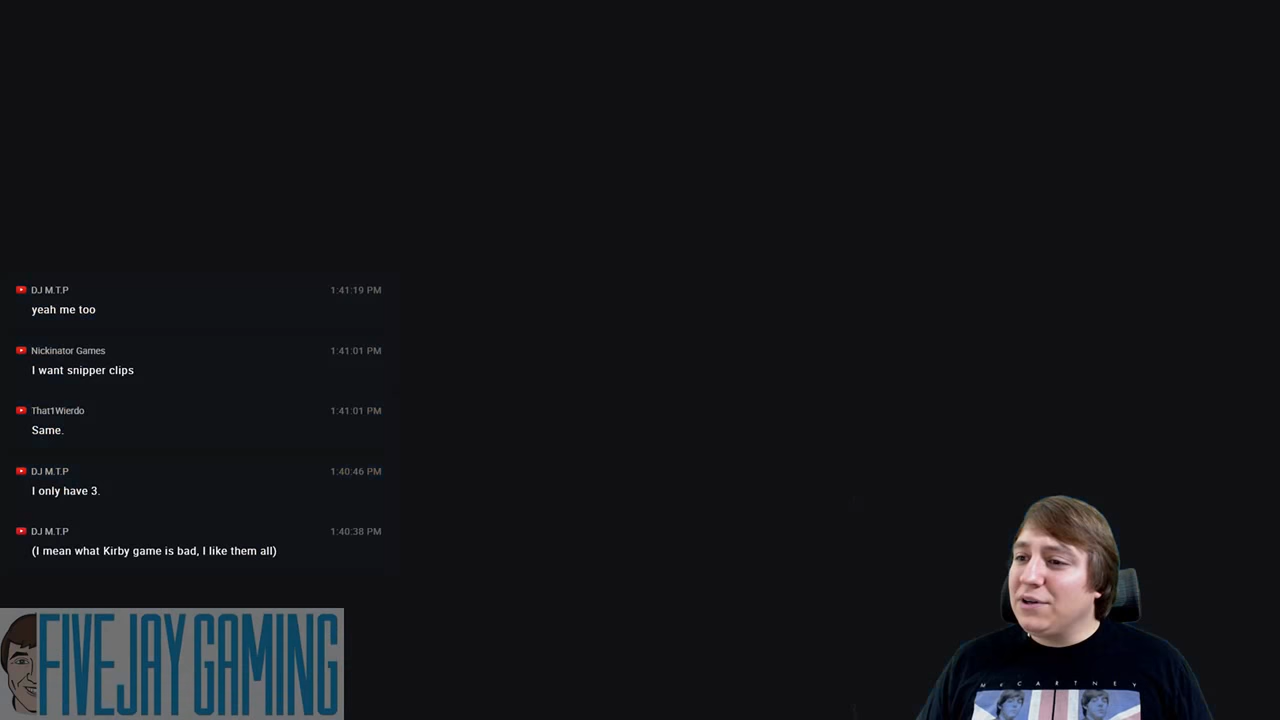 DJ M.T.P 1:41:19 PM
yeah me too
Nickinator Games 1:41:01 PM
I want snipper clips
That1Wierdo 1:41:01 PM
Same.
DJ M.T.P 1:40:46 PM
I only have 3.
DJ M.T.P 1:40:38 PM
(I mean what Kirby game is bad, I like them all)
FIVEJAYGAMING
MCCARTNEY